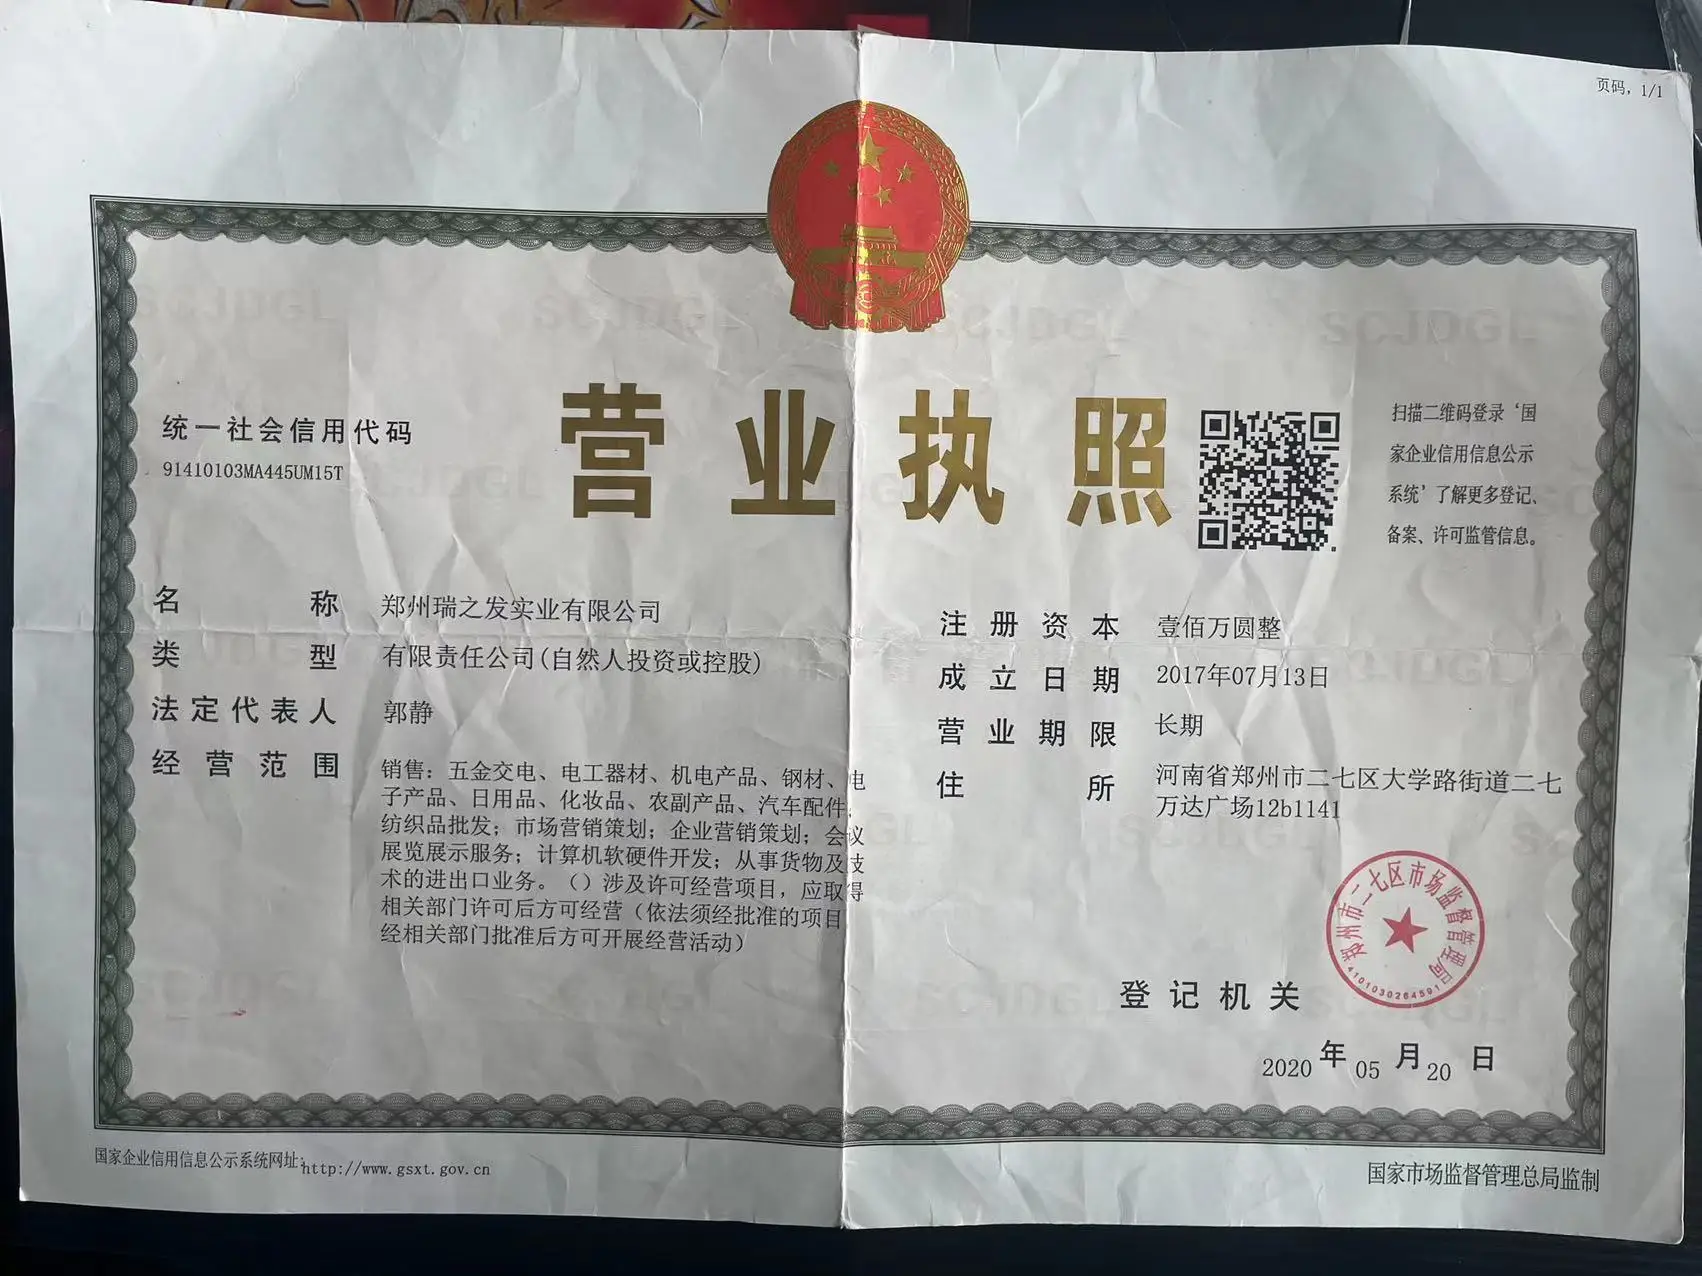 页码，1/1
统一社会信用代码
91410103MA445UM15T
营业执照
扫描二维码登录‘国
家企业信用信息公示
系统’了解更多登记、
备案、许可监管信息。
名称 郑州瑞之发实业有限公司
类型 有限责任公司(自然人投资或控股)
法定代表人 郭静
经营范围 销售：五金交电、电工器材、机电产品、钢材、电
子产品、日用品、化妆品、农副产品、汽车配件；
纺织品批发；市场营销策划；企业营销策划；会议
展览展示服务；计算机软硬件开发；从事货物及技
术的进出口业务。（）涉及许可经营项目，应取得
相关部门许可后方可经营（依法须经批准的项目
经相关部门批准后方可开展经营活动）
注册资本 壹佰万圆整
成立日期 2017年07月13日
营业期限 长期
住所 河南省郑州市二七区大学路街道二七
万达广场12b1141
郑州市二七区市场监督管理局
4101030264591
登记机关
2020年05月20日
国家企业信用信息公示系统网址：http://www.gsxt.gov.cn
国家市场监督管理总局监制
SCJDGL